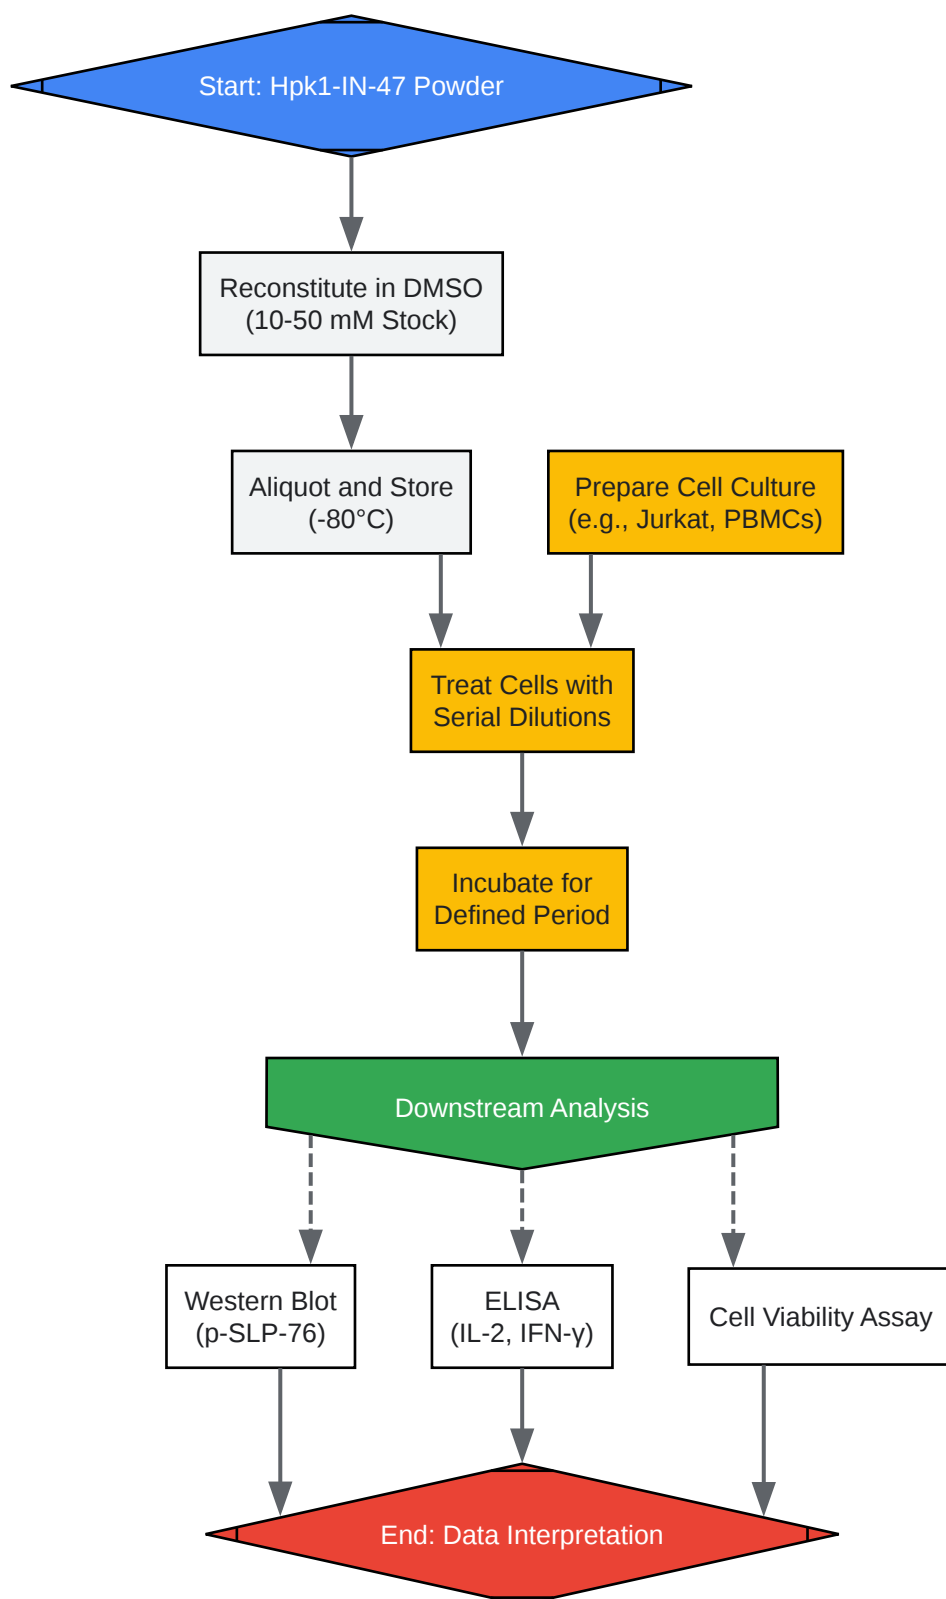 Start: Hpk1-IN-47 Powder
Reconstitute in DMSO
(10-50 mM Stock)
Aliquot and Store
(-80°C)
Prepare Cell Culture
(e.g., Jurkat, PBMCs)
Treat Cells with
Serial Dilutions
Incubate for
Defined Period
Downstream Analysis
Western Blot
(p-SLP-76)
ELISA
(IL-2, IFN-γ)
Cell Viability Assay
End: Data Interpretation